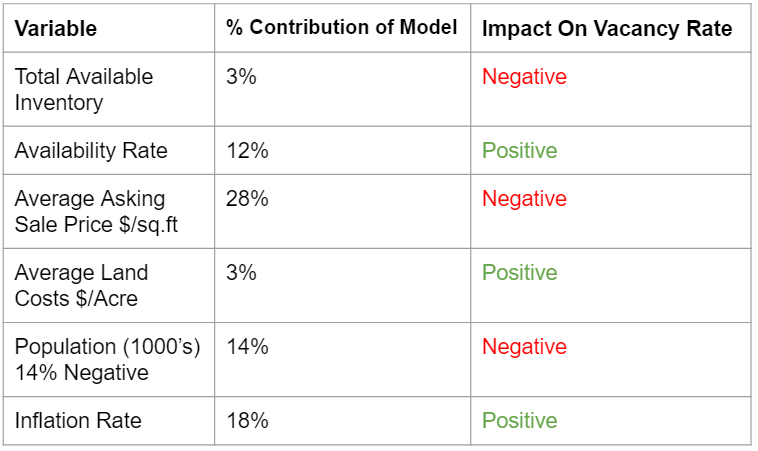 Variable % Contribution of Model Impact On Vacancy Rate
Total Available 3% Negative
Inventory
Availability Rate 12% Positive
Average Asking 28% Negative
Sale Price $/sq.ft
Average Land 3% Positive
Costs $/Acre
Population (1000’s) 14% Negative
14% Negative
Inflation Rate 18% Positive